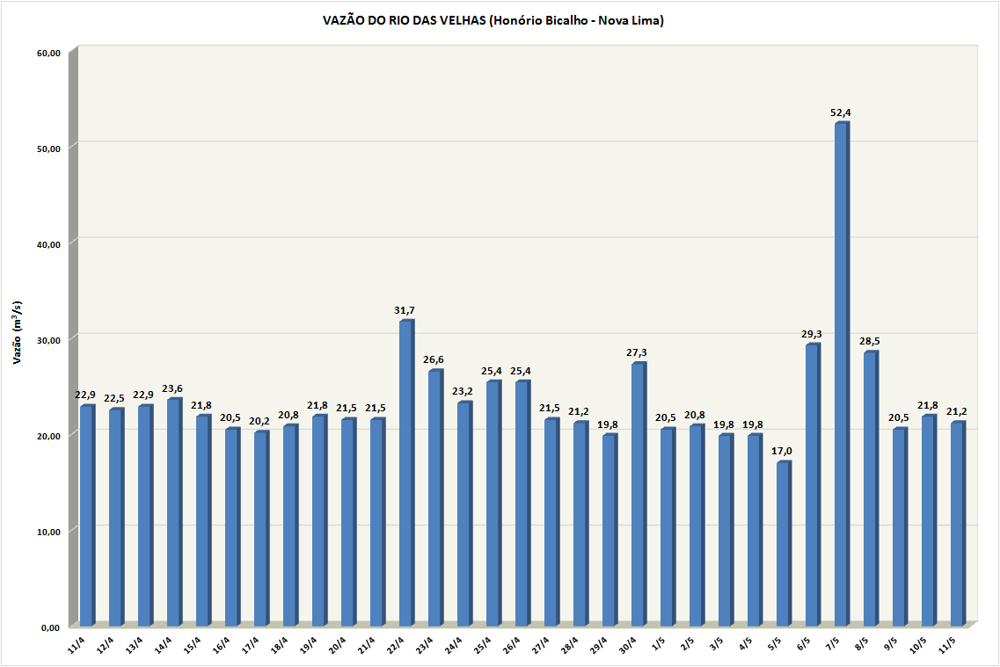 VAZÃO DO RIO DAS VELHAS (Honório Bicalho - Nova Lima)
60,00
50,00
40,00
30,00
20,00
10,00
0,00
Vazão (m³/s)
22,9 22,5 22,9 23,6 21,8 20,5 20,2 20,8 21,8 21,5 21,5 31,7 26,6 23,2 25,4 25,4 21,5 21,2 19,8 27,3 20,5 20,8 19,8 19,8 17,0 29,3 52,4 28,5 20,5 21,8 21,2
11/4 12/4 13/4 14/4 15/4 16/4 17/4 18/4 19/4 20/4 21/4 22/4 23/4 24/4 25/4 26/4 27/4 28/4 29/4 30/4 1/5 2/5 3/5 4/5 5/5 6/5 7/5 8/5 9/5 10/5 11/5